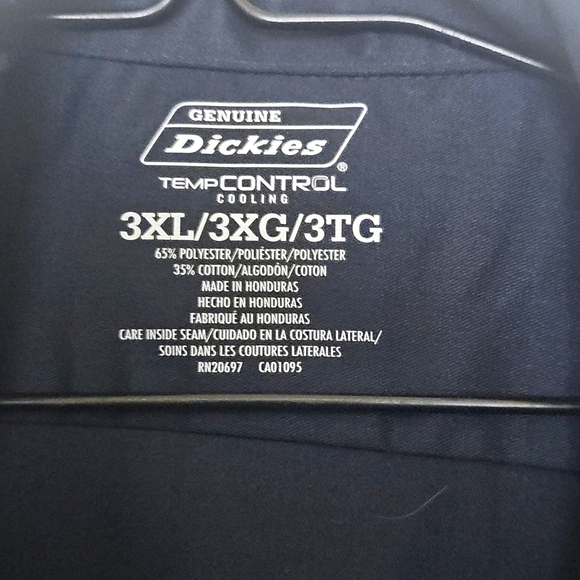 GENUINE
Dickies®
TEMPCONTROL
COOLING
3XL/3XG/3TG
65% POLYESTER/POLIÉSTER/POLYESTER
35% COTTON/ALGODÓN/COTON
MADE IN HONDURAS
HECHO EN HONDURAS
FABRIQUÉ AU HONDURAS
CARE INSIDE SEAM/CUIDADO EN LA COSTURA LATERAL/
SOINS DANS LES COUTURES LATERALES
RN20697 CA01095